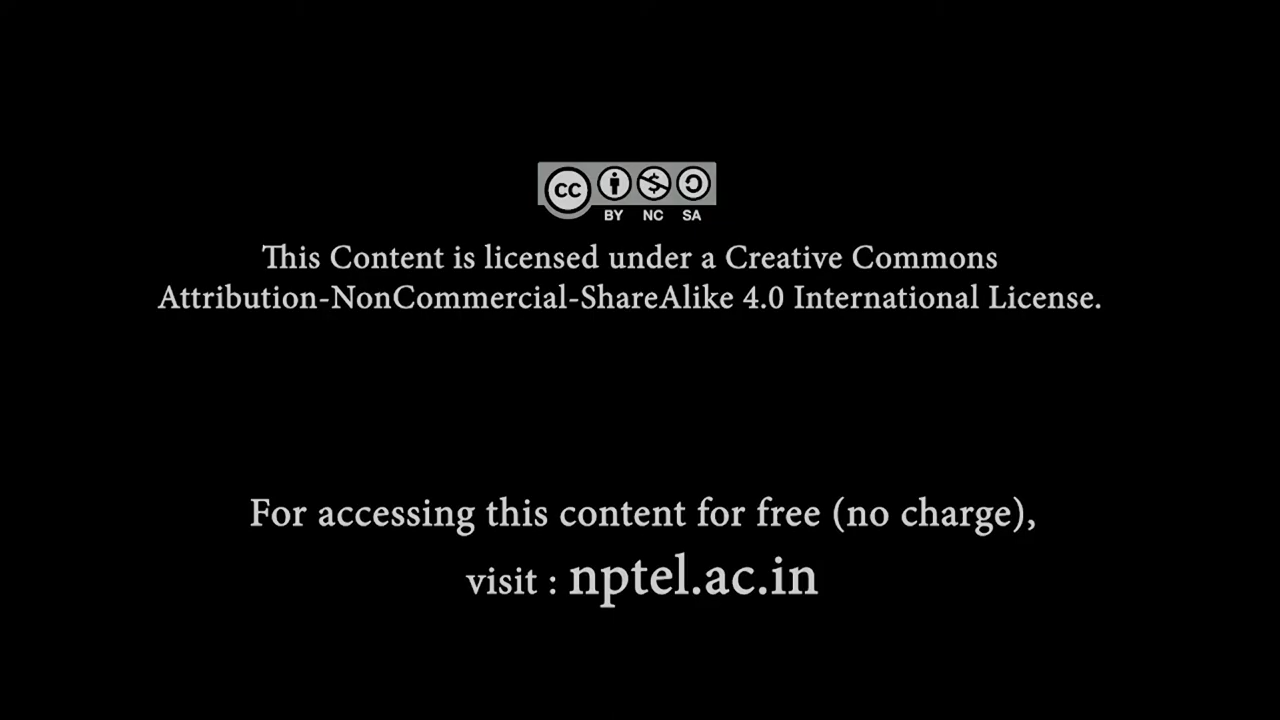 cc
BY NC SA
This Content is licensed under a Creative Commons
Attribution-NonCommercial-ShareAlike 4.0 International License.
For accessing this content for free (no charge),
visit : nptel.ac.in